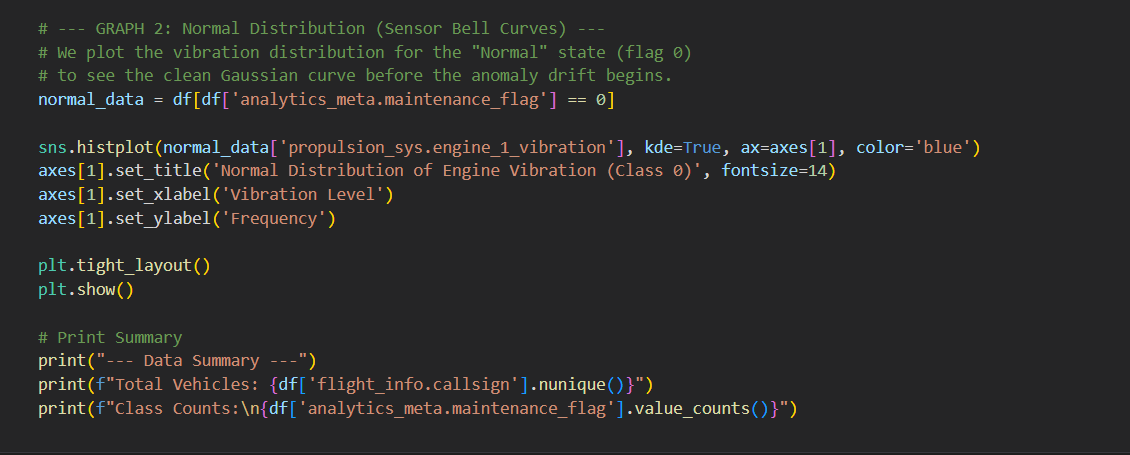 # --- GRAPH 2: Normal Distribution (Sensor Bell Curves) ---
# We plot the vibration distribution for the "Normal" state (flag 0)
# to see the clean Gaussian curve before the anomaly drift begins.
normal_data = df[df['analytics_meta.maintenance_flag'] == 0]
sns.histplot(normal_data['propulsion_sys.engine_1_vibration'], kde=True, ax=axes[1], color='blue')
axes[1].set_title('Normal Distribution of Engine Vibration (Class 0)', fontsize=14)
axes[1].set_xlabel('Vibration Level')
axes[1].set_ylabel('Frequency')
plt.tight_layout()
plt.show()
# Print Summary
print("--- Data Summary ---")
print(f"Total Vehicles: {df['flight_info.callsign'].nunique()}")
print(f"Class Counts:\n{df['analytics_meta.maintenance_flag'].value_counts()}")